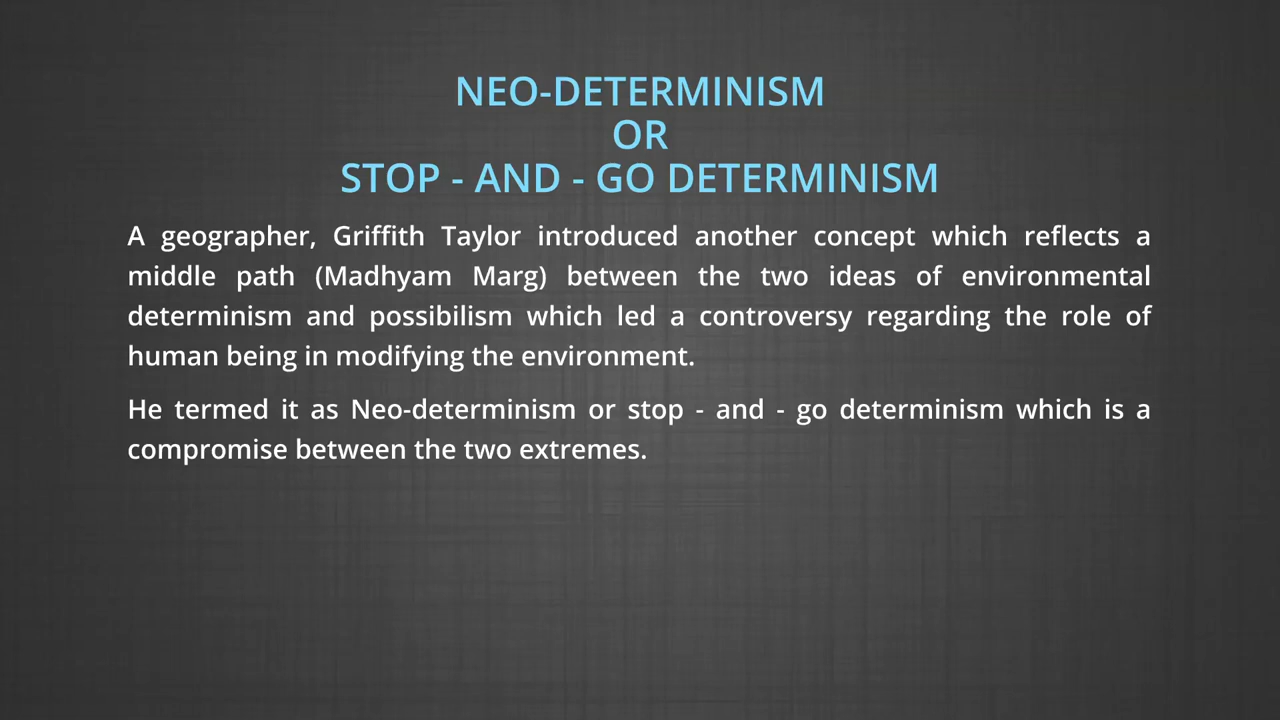 NEO-DETERMINISM
OR
STOP - AND - GO DETERMINISM
A geographer, Griffith Taylor introduced another concept which reflects a
middle path (Madhyam Marg) between the two ideas of environmental
determinism and possibilism which led a controversy regarding the role of
human being in modifying the environment.
He termed it as Neo-determinism or stop - and - go determinism which is a
compromise between the two extremes.